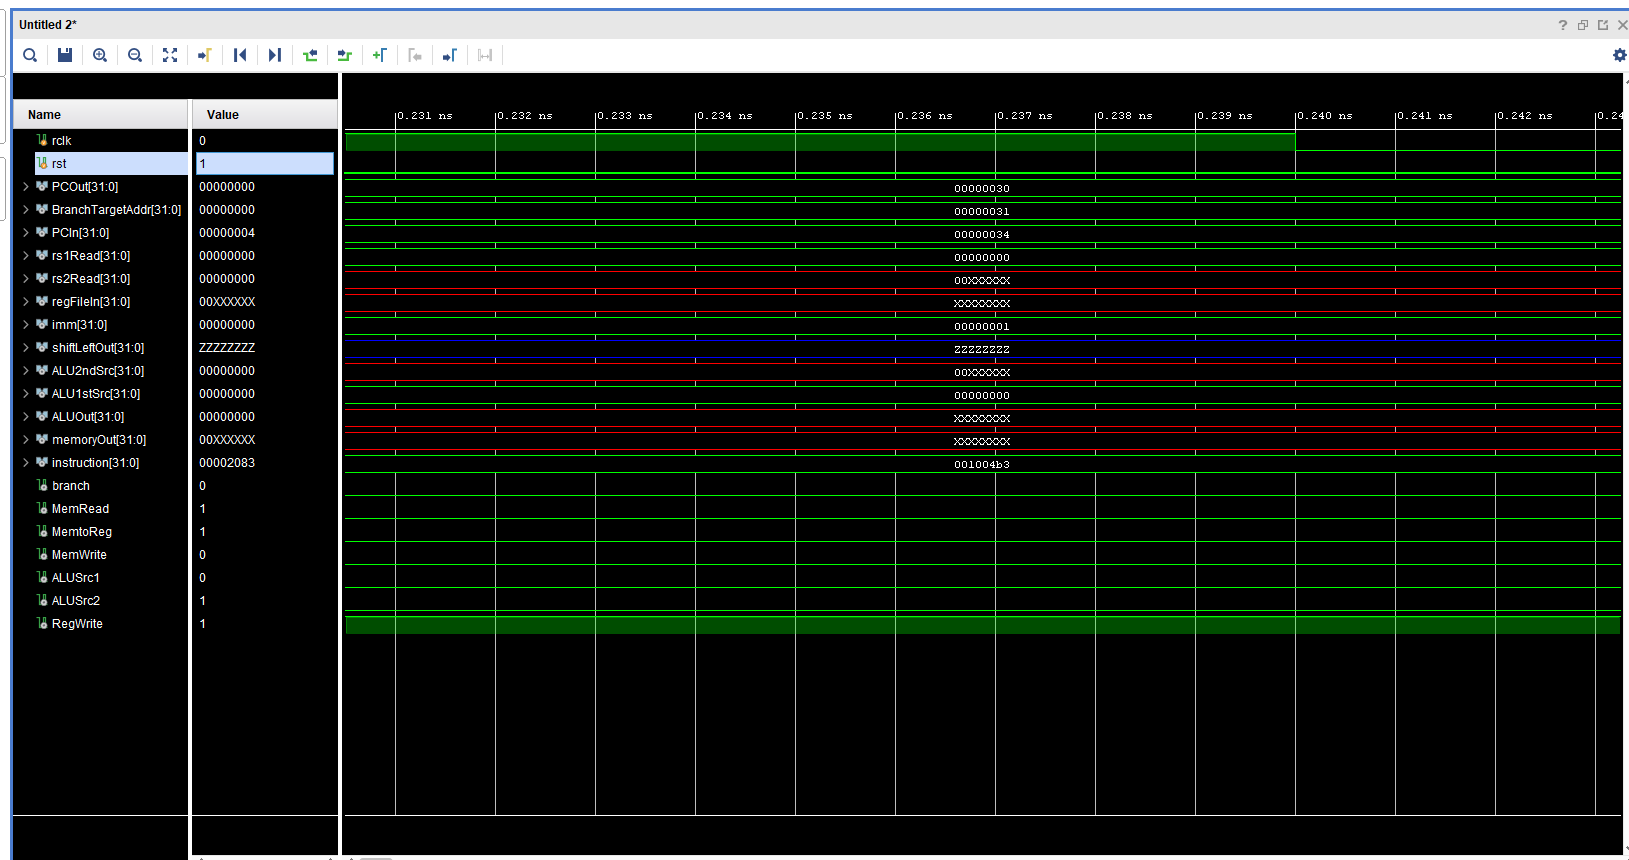 Untitled 2*
Name Value
0.231 ns 0.232 ns 0.233 ns 0.234 ns 0.235 ns 0.236 ns 0.237 ns 0.238 ns 0.239 ns 0.240 ns 0.241 ns 0.242 ns 0.24
rclk 0
rst 1
PCOut[31:0] 00000000 00000030
BranchTargetAddr[31:0] 00000000 00000031
PCIn[31:0] 00000004 00000034
rs1Read[31:0] 00000000 00000000
rs2Read[31:0] 00000000 00XXXXXX
regFileIn[31:0] 00XXXXXX XXXXXXXX
imm[31:0] 00000000 00000001
shiftLeftOut[31:0] ZZZZZZZZ ZZZZZZZZ
ALU2ndSrc[31:0] 00000000 00XXXXXX
ALU1stSrc[31:0] 00000000 00000000
ALUOut[31:0] 00000000 XXXXXXXX
memoryOut[31:0] 00XXXXXX XXXXXXXX
instruction[31:0] 00002083 001004b3
branch 0
MemRead 1
MemtoReg 1
MemWrite 0
ALUSrc1 0
ALUSrc2 1
RegWrite 1